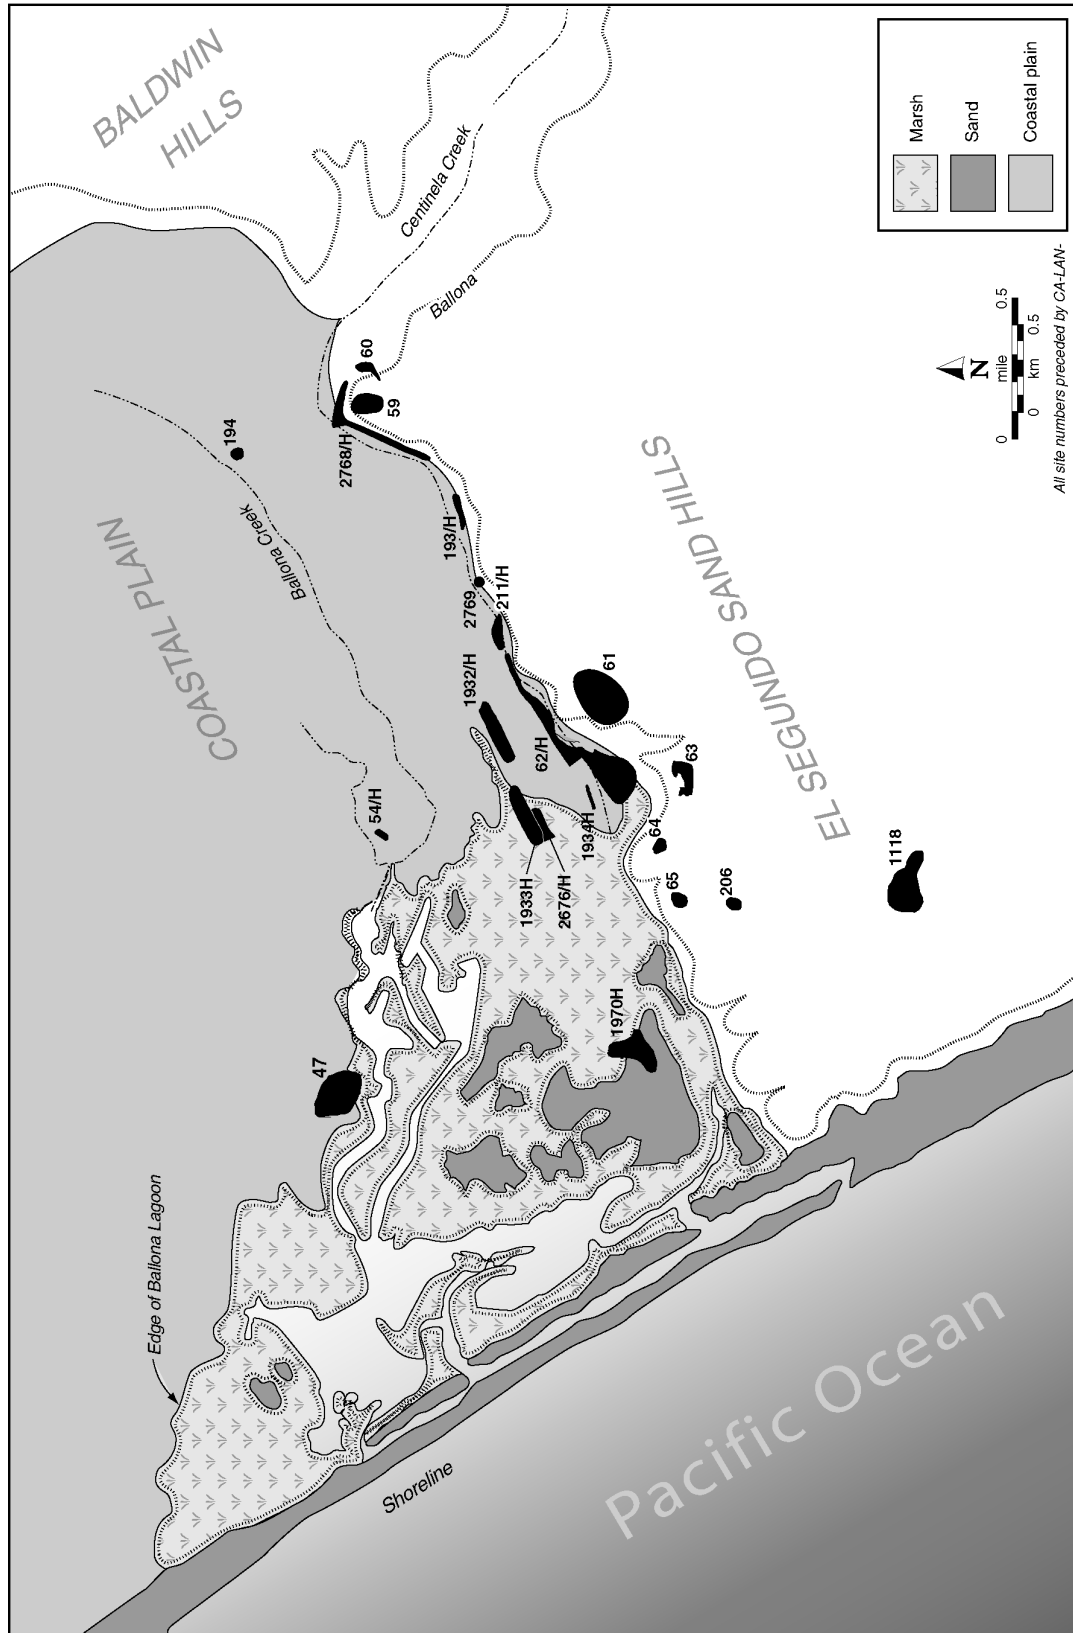 BALDWIN
HILLS
Centinela Creek
Ballona
COASTAL PLAIN
Ballona Creek
194
60
59
2768/H
193/H
2769
211/H
1932/H
62/H
61
63
64
65
206
1118
EL SEGUNDO SAND HILLS
54/H
1933H
2676/H
1934H
1970H
47
Edge of Ballona Lagoon
Shoreline
Pacific Ocean
Marsh
Sand
Coastal plain
N
0
mile
0.5
0
km
0.5
All site numbers preceded by CA-LAN-